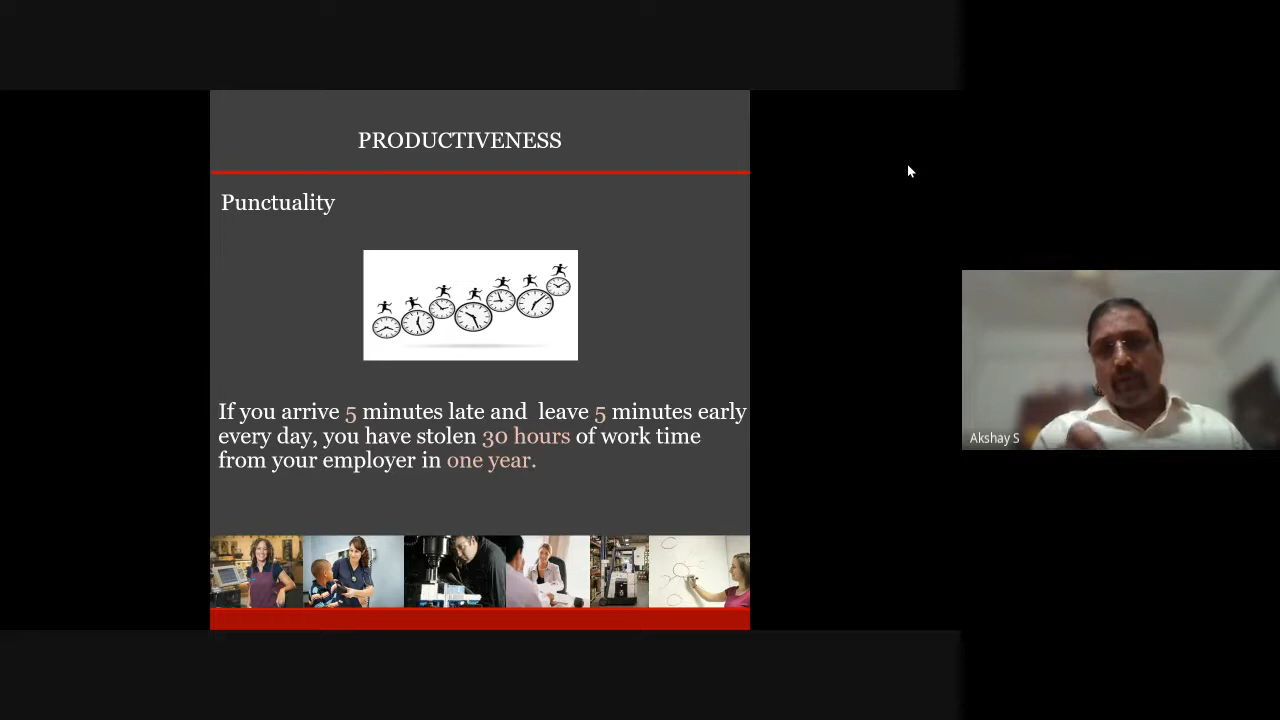 PRODUCTIVENESS
Punctuality
If you arrive 5 minutes late and leave 5 minutes early
every day, you have stolen 30 hours of work time
from your employer in one year.
Akshay S